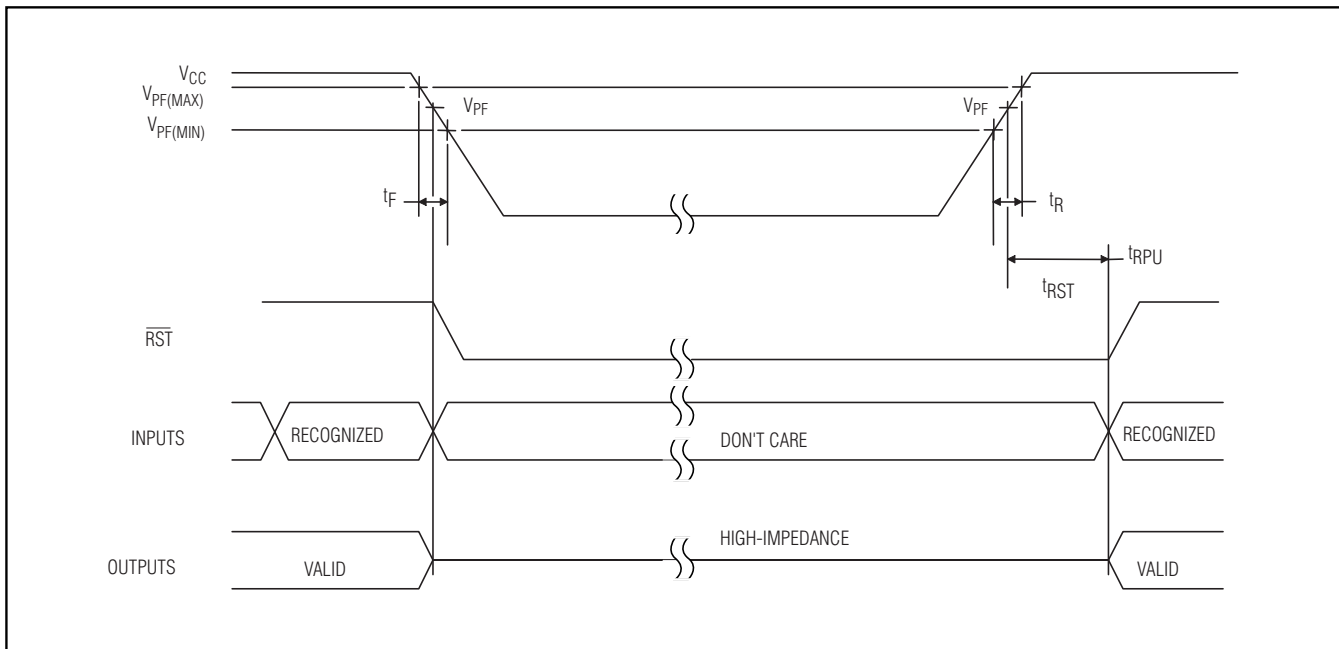 VCC
VPF(MAX)
VPF VPF
VPF(MIN)
tF
tR
tRPU
tRST
RST
INPUTS RECOGNIZED DON'T CARE RECOGNIZED
HIGH-IMPEDANCE
OUTPUTS VALID VALID